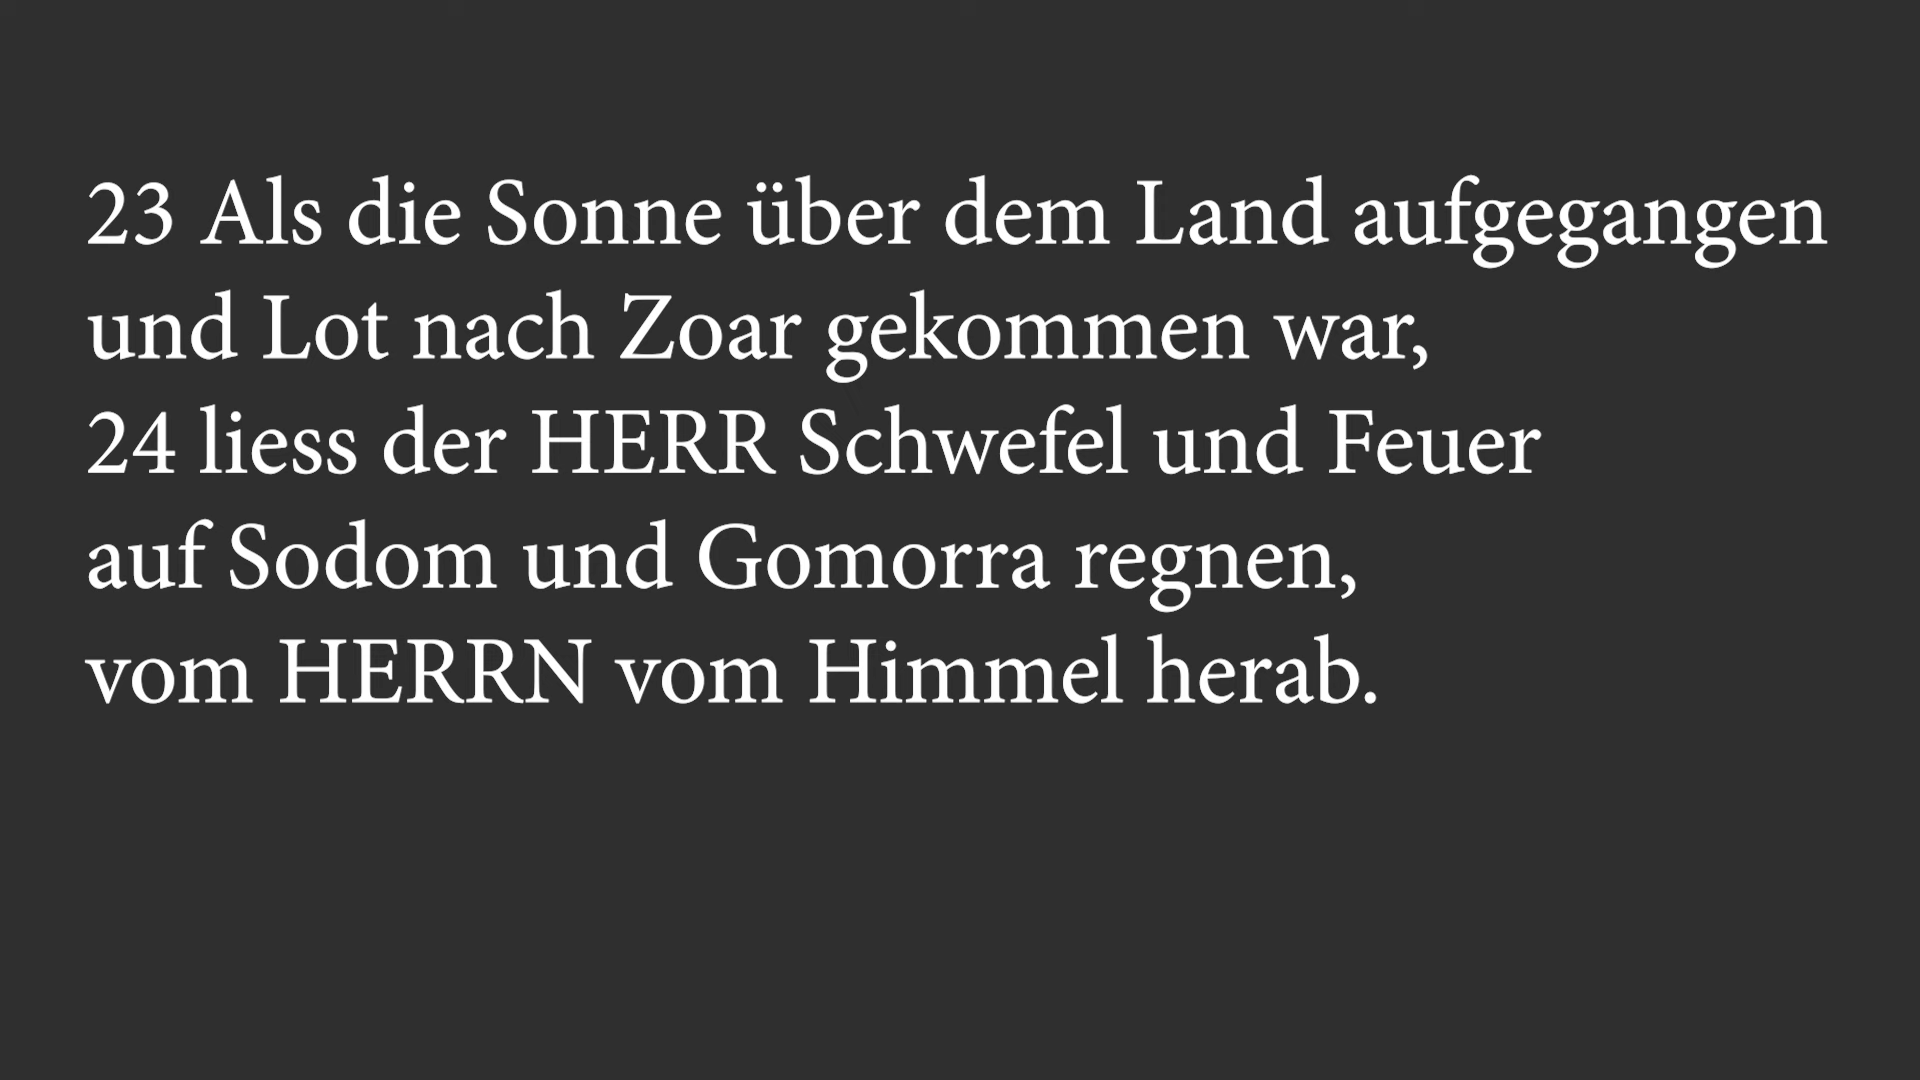 23 Als die Sonne über dem Land aufgegangen
und Lot nach Zoar gekommen war,
24 liess der HERR Schwefel und Feuer
auf Sodom und Gomorra regnen,
vom HERRN vom Himmel herab.